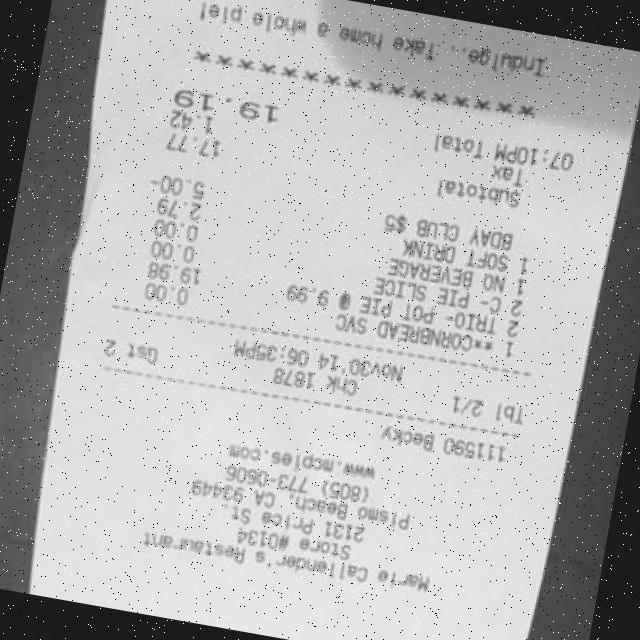 Marie Callender's Restaurant
Store #0134
2131 Price St.
Pismo Beach, CA 93449
(805) 773-0606
www.mcpies.com
111590 Becky
Tbl 2/1 Chk 1878 Gst 2
Nov30'14 06:35PM
1 **CORNBREAD SVC 0.00
2 TRIO- POT PIE @ 9.99 19.98
2 C- PIE SLICE 0.00
1 NO BEVERAGE 0.00
1 SOFT DRINK 2.79
BDAY CLUB $5 5.00-
Subtotal 17.77
Tax 1.42
07:10PM Total 19.19
****************
Indulge.. Take home a whole pie!